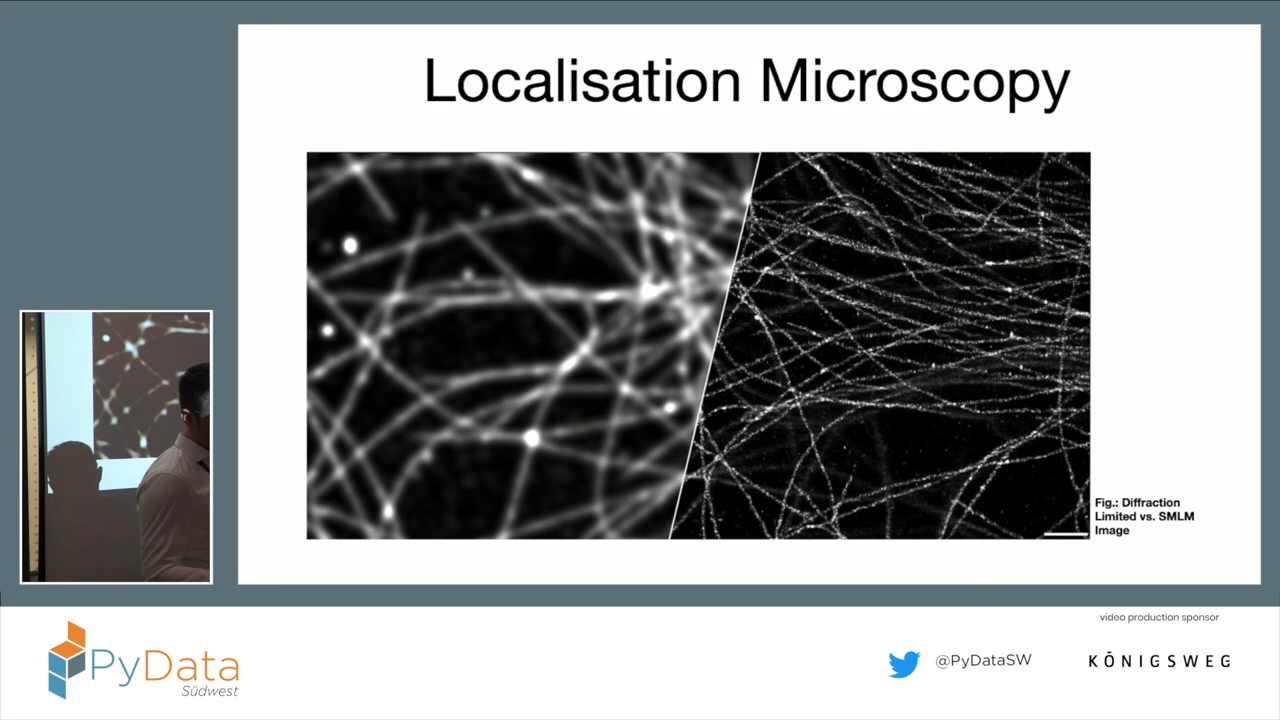 Localisation Microscopy
Fig.: Diffraction
Limited vs. SMLM
Image
video production sponsor
PyData
Südwest
@PyDataSW
KÖNIGSWEG